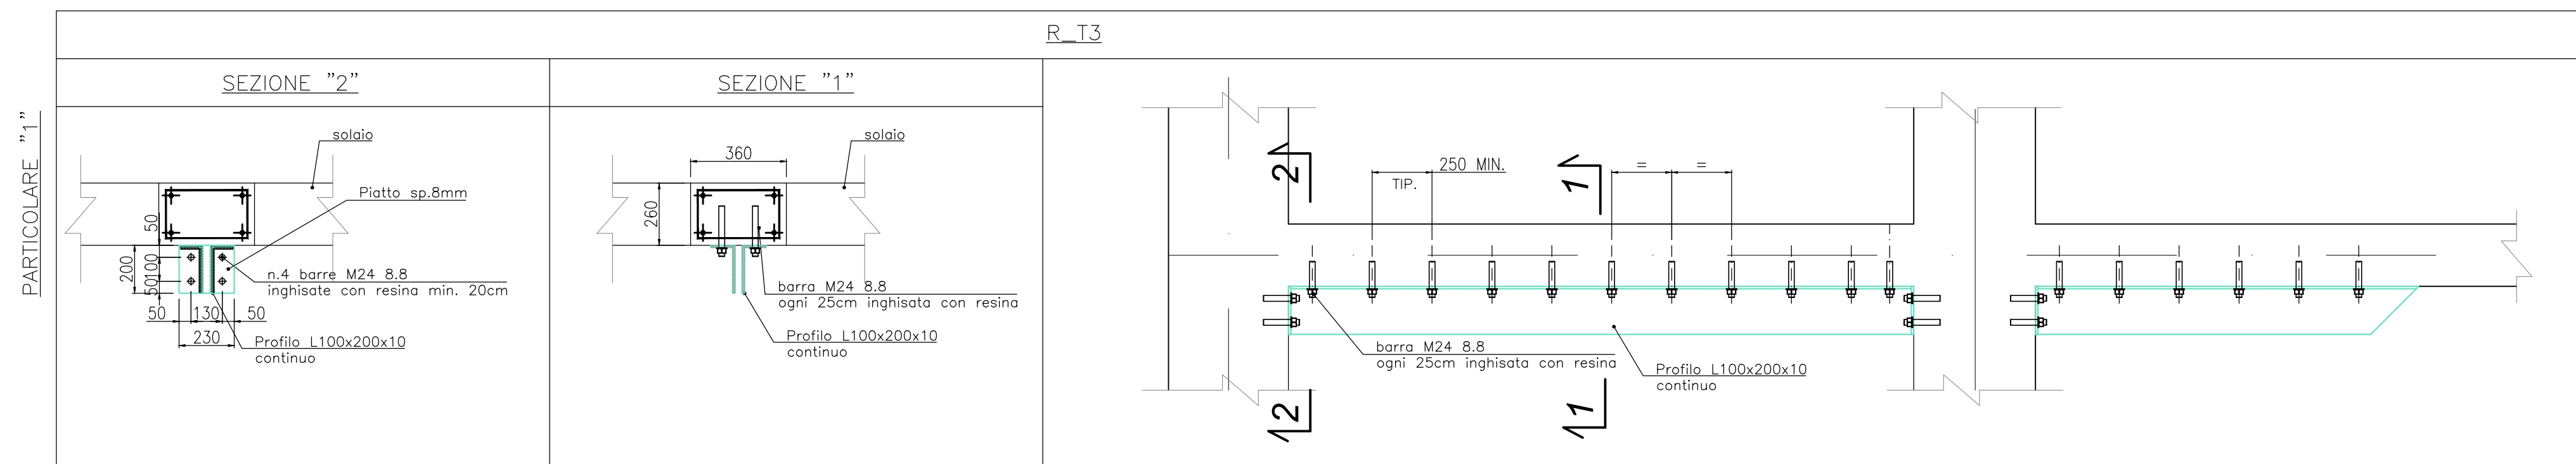 R_T3
PARTICOLARE "1"
SEZIONE "2"
solaio
Piatto sp.8mm
50
200
100
50
n.4 barre M24 8.8
inghisate con resina min. 20cm
50
130
50
230
Profilo L100x200x10
continuo
SEZIONE "1"
solaio
360
260
barra M24 8.8
ogni 25cm inghisata con resina
Profilo L100x200x10
continuo
2
250 MIN.
TIP.
1
=
=
barra M24 8.8
ogni 25cm inghisata con resina
Profilo L100x200x10
continuo
2
1